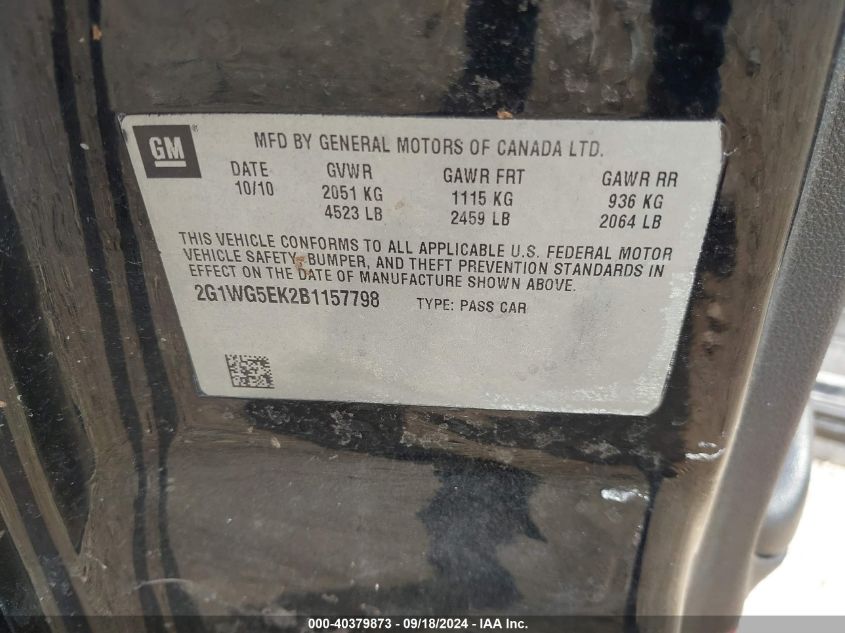 GM
MFD BY GENERAL MOTORS OF CANADA LTD.
DATE GVWR GAWR FRT GAWR RR
10/10 2051 KG 1115 KG 936 KG
4523 LB 2459 LB 2064 LB
THIS VEHICLE CONFORMS TO ALL APPLICABLE U.S. FEDERAL MOTOR
VEHICLE SAFETY, BUMPER, AND THEFT PREVENTION STANDARDS IN
EFFECT ON THE DATE OF MANUFACTURE SHOWN ABOVE.
2G1WG5EK2B1157798 TYPE: PASS CAR
000-40379873 - 09/18/2024 - IAA Inc.